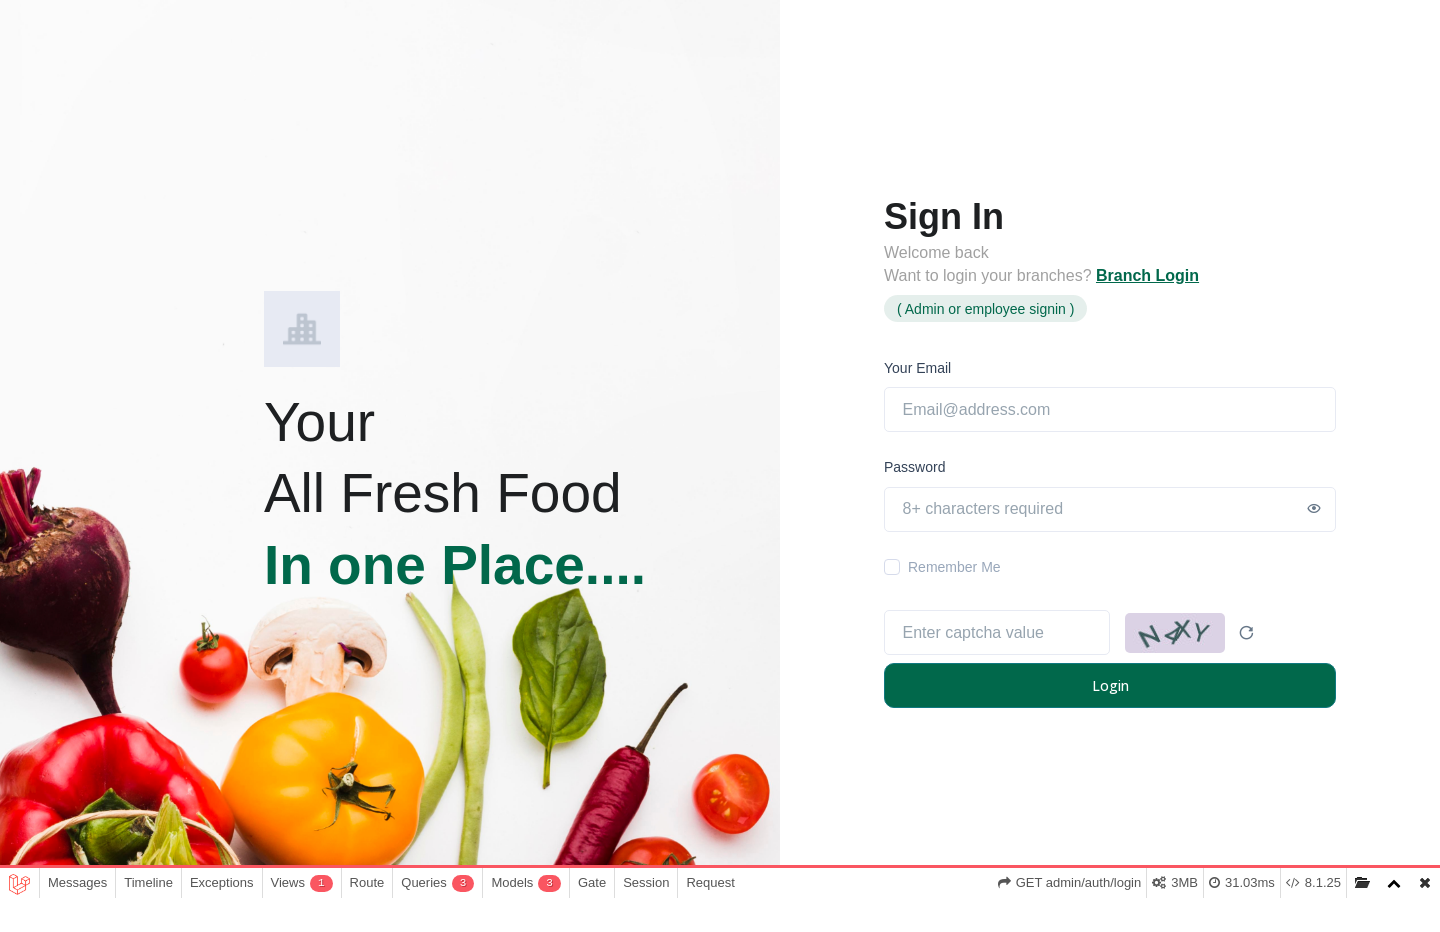 Your
All Fresh Food
In one Place....
Sign In
Welcome back
Want to login your branches? Branch Login
( Admin or employee signin )
Your Email
Email@address.com
Password
8+ characters required
Remember Me
Enter captcha value
N4XY
Login
Messages Timeline Exceptions Views 1 Route Queries 3 Models 3 Gate Session Request GET admin/auth/login 3MB 31.03ms 8.1.25